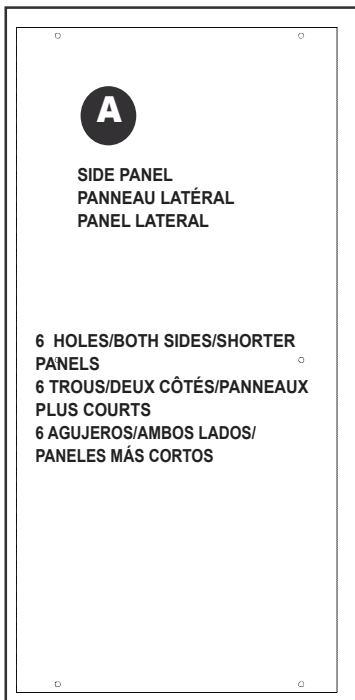 A
SIDE PANEL
PANNEAU LATÉRAL
PANEL LATERAL
6 HOLES/BOTH SIDES/SHORTER
PANELS
6 TROUS/DEUX CÔTÉS/PANNEAUX
PLUS COURTS
6 AGUJEROS/AMBOS LADOS/
PANELES MÁS CORTOS